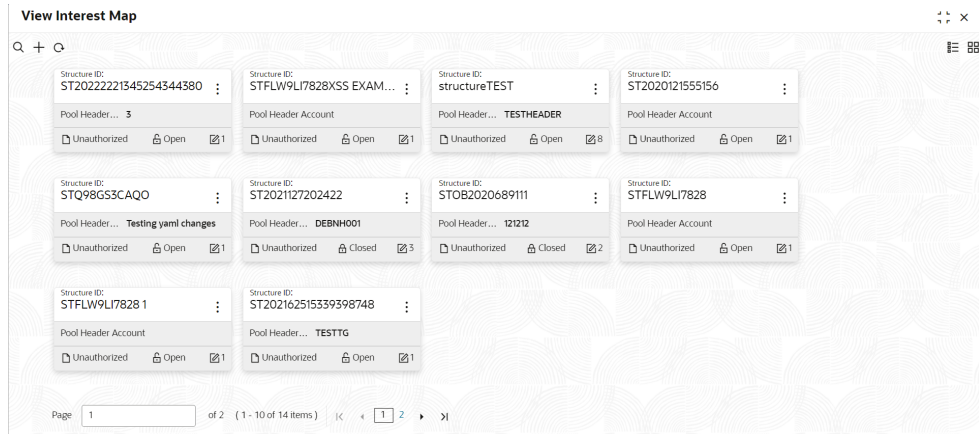 View Interest Map
Structure ID:
ST20222221345254344380
Pool Header... 3
Unauthorized Open 1
Structure ID:
STFLW9LI7828XSS EXAM...
Pool Header Account
Unauthorized Open 1
Structure ID:
structureTEST
Pool Header... TESTHEADER
Unauthorized Open 8
Structure ID:
ST2020121555156
Pool Header Account
Unauthorized Open 1
Structure ID:
STQ98GS3CAQO
Pool Header... Testing yaml changes
Unauthorized Open 1
Structure ID:
ST2021127202422
Pool Header... DEBNH001
Unauthorized Closed 3
Structure ID:
STOB2020689111
Pool Header... 121212
Unauthorized Closed 2
Structure ID:
STFLW9LI7828
Pool Header Account
Unauthorized Open 1
Structure ID:
STFLW9LI7828 1
Pool Header Account
Unauthorized Open 1
Structure ID:
ST202162515339398748
Pool Header... TESTTG
Unauthorized Open 1
Page 1 of 2 (1 - 10 of 14 items) 1 2